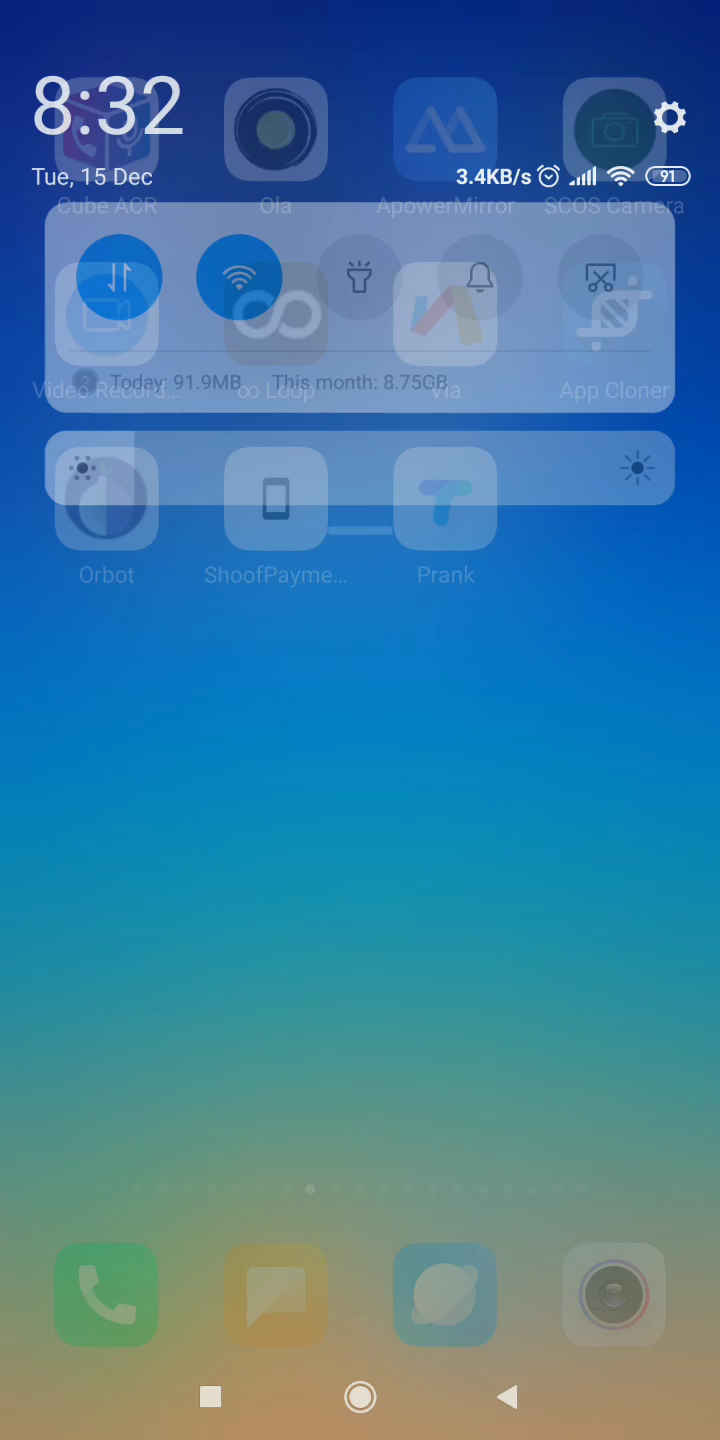 8:32
Tue, 15 Dec
3.4KB/s 91
Cube ACR Ola ApowerMirror SCOS Camera
Today: 91.9MB This month: 8.75GB
Video Record... ∞ Loop Via App Cloner
Orbot ShoofPayme... Prank